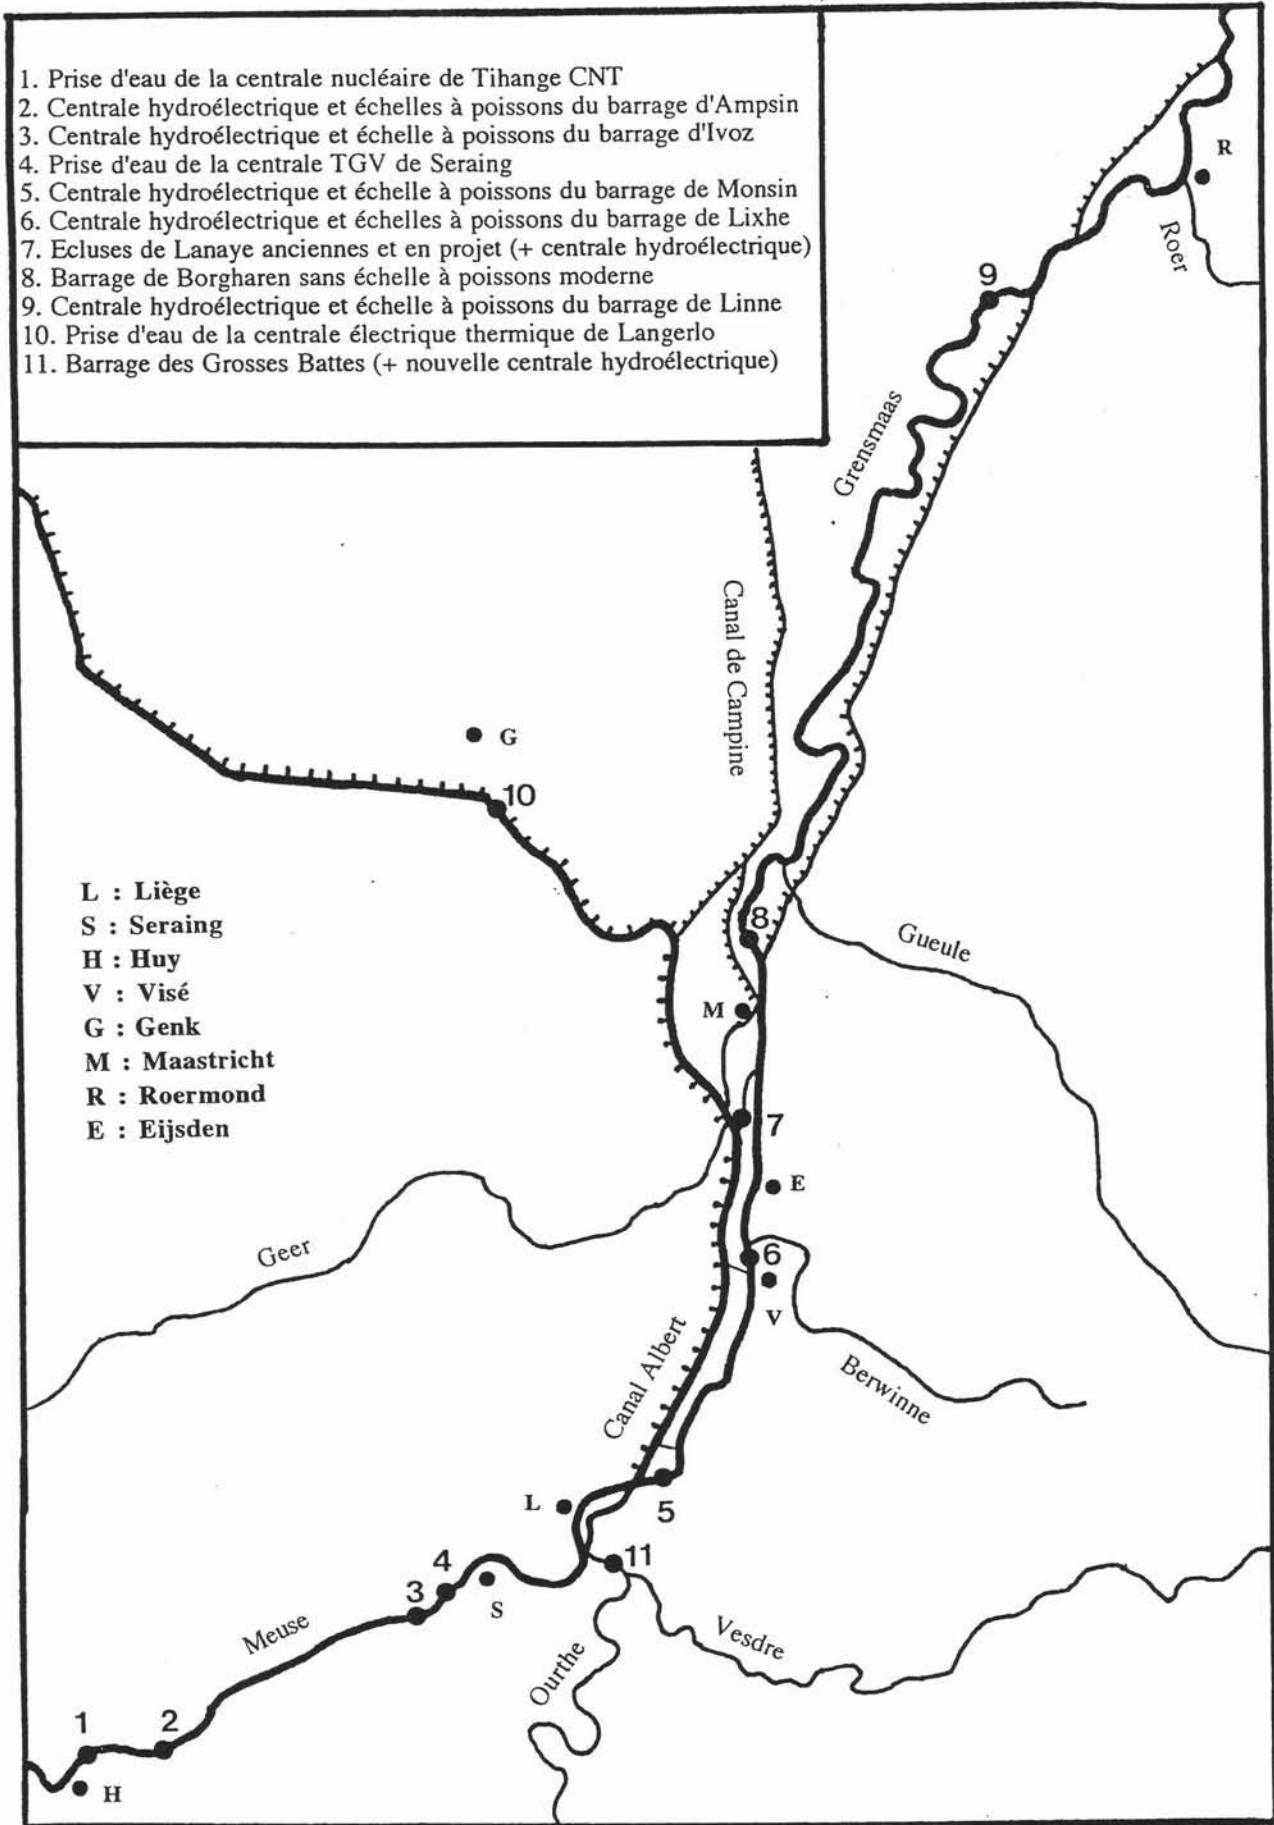 1. Prise d'eau de la centrale nucléaire de Tihange CNT
2. Centrale hydroélectrique et échelles à poissons du barrage d'Ampsin
3. Centrale hydroélectrique et échelle à poissons du barrage d'Ivoz
4. Prise d'eau de la centrale TGV de Seraing
5. Centrale hydroélectrique et échelle à poissons du barrage de Monsin
6. Centrale hydroélectrique et échelles à poissons du barrage de Lixhe
7. Ecluses de Lanaye anciennes et en projet (+ centrale hydroélectrique)
8. Barrage de Borgharen sans échelle à poissons moderne
9. Centrale hydroélectrique et échelle à poissons du barrage de Linne
10. Prise d'eau de la centrale électrique thermique de Langerlo
11. Barrage des Grosses Battes (+ nouvelle centrale hydroélectrique)
R
Roer
9
Grensmaas
Canal de Campine
G
10
L : Liège
S : Seraing
H : Huy
V : Visé
G : Genk
M : Maastricht
R : Roermond
E : Eijsden
8
Gueule
M
7
E
Geer
6
V
Canal Albert
Berwinne
L
5
11
4
3
S
Meuse
Vesdre
Ourthe
1
2
H